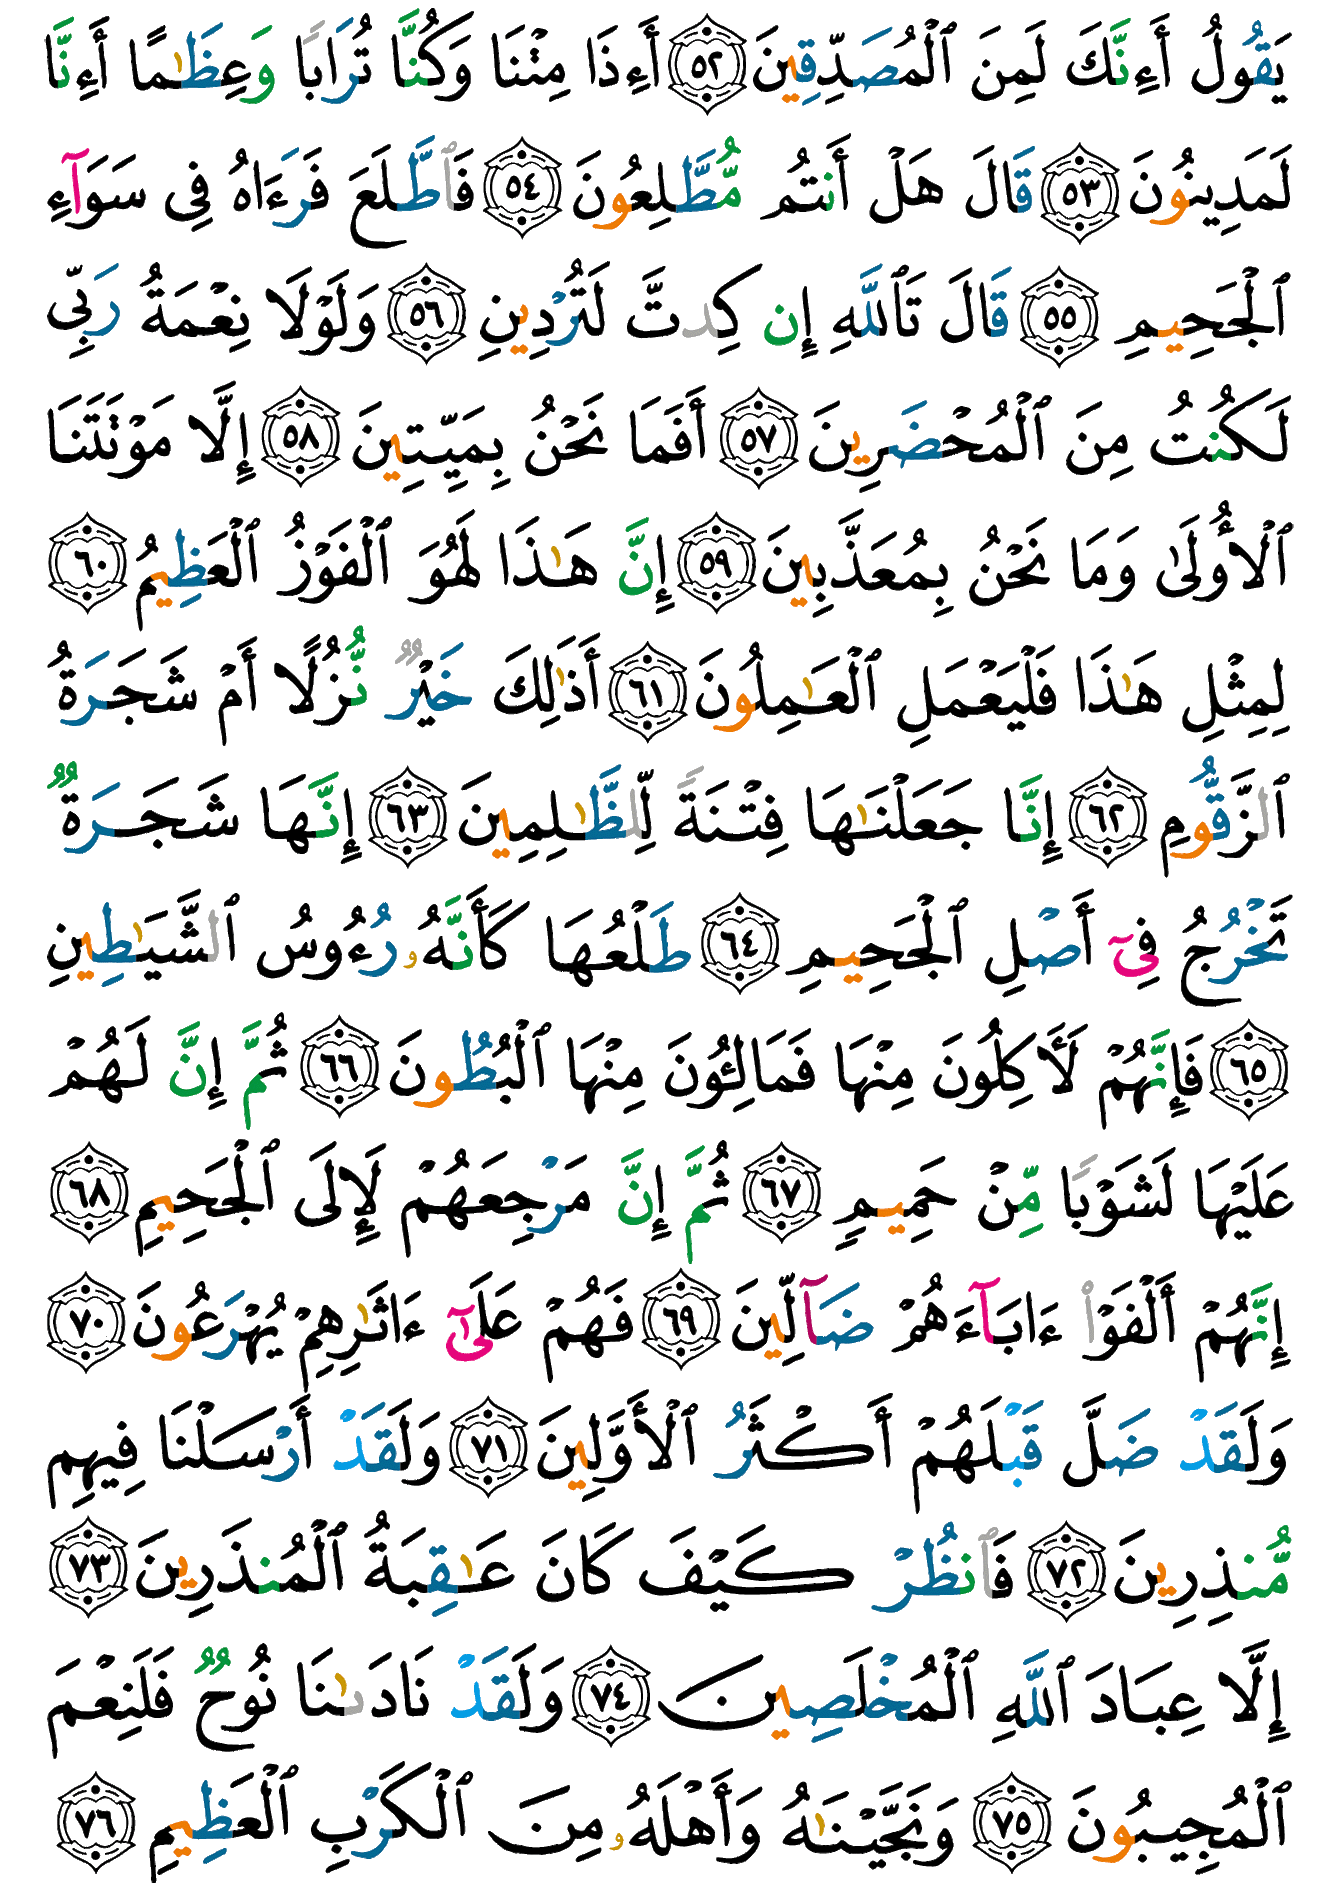 يَقُولُ أَءِنَّكَ لَمِنَ ٱلْمُصَدِّقِينَ ٥٢ أَءِذَا مِتْنَا وَكُنَّا تُرَابًا وَعِظَـٰمًا أَءِنَّا
لَمَدِينُونَ ٥٣ قَالَ هَلْ أَنتُم مُّطَّلِعُونَ ٥٤ فَٱطَّلَعَ فَرَءَاهُ فِى سَوَآءِ
ٱلْجَحِيمِ ٥٥ قَالَ تَٱللَّهِ إِن كِدتَّ لَتُرْدِينِ ٥٦ وَلَوْلَا نِعْمَةُ رَبِّى
لَكُنتُ مِنَ ٱلْمُحْضَرِينَ ٥٧ أَفَمَا نَحْنُ بِمَيِّتِينَ ٥٨ إِلَّا مَوْتَتَنَا
ٱلْأُولَىٰ وَمَا نَحْنُ بِمُعَذَّبِينَ ٥٩ إِنَّ هَـٰذَا لَهُوَ ٱلْفَوْزُ ٱلْعَظِيمُ ٦٠
لِمِثْلِ هَـٰذَا فَلْيَعْمَلِ ٱلْعَـٰمِلُونَ ٦١ أَذَٰلِكَ خَيْرٌ نُّزُلًا أَمْ شَجَرَةُ
ٱلزَّقُّومِ ٦٢ إِنَّا جَعَلْنَـٰهَا فِتْنَةً لِّلظَّـٰلِمِينَ ٦٣ إِنَّهَا شَجَرَةٌ
تَخْرُجُ فِىٓ أَصْلِ ٱلْجَحِيمِ ٦٤ طَلْعُهَا كَأَنَّهُۥ رُءُوسُ ٱلشَّيَـٰطِينِ
٦٥ فَإِنَّهُمْ لَـَٔاكِلُونَ مِنْهَا فَمَالِـُٔونَ مِنْهَا ٱلْبُطُونَ ٦٦ ثُمَّ إِنَّ لَهُمْ
عَلَيْهَا لَشَوْبًا مِّنْ حَمِيمٍ ٦٧ ثُمَّ إِنَّ مَرْجِعَهُمْ لَإِلَى ٱلْجَحِيمِ ٦٨
إِنَّهُمْ أَلْفَوْا۟ ءَابَآءَهُمْ ضَآلِّينَ ٦٩ فَهُمْ عَلَىٰٓ ءَاثَـٰرِهِمْ يُهْرَعُونَ ٧٠
وَلَقَدْ ضَلَّ قَبْلَهُمْ أَكْثَرُ ٱلْأَوَّلِينَ ٧١ وَلَقَدْ أَرْسَلْنَا فِيهِم
مُّنذِرِينَ ٧٢ فَٱنظُرْ كَيْفَ كَانَ عَـٰقِبَةُ ٱلْمُنذَرِينَ ٧٣
إِلَّا عِبَادَ ٱللَّهِ ٱلْمُخْلَصِينَ ٧٤ وَلَقَدْ نَادَىٰنَا نُوحٌ فَلَنِعْمَ
ٱلْمُجِيبُونَ ٧٥ وَنَجَّيْنَـٰهُ وَأَهْلَهُۥ مِنَ ٱلْكَرْبِ ٱلْعَظِيمِ ٧٦